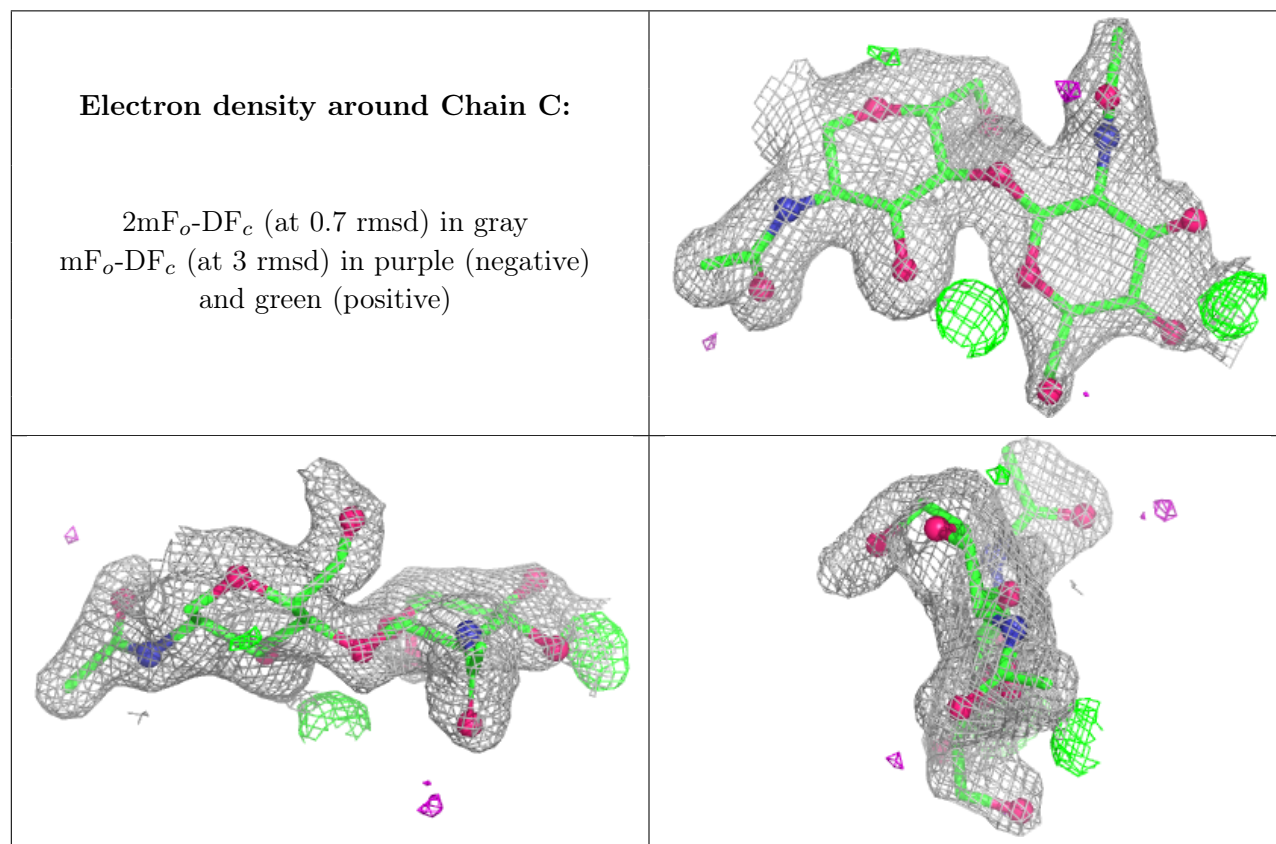 Electron density around Chain C:
2mFₒ-DF𝒸 (at 0.7 rmsd) in gray
mFₒ-DF𝒸 (at 3 rmsd) in purple (negative)
and green (positive)